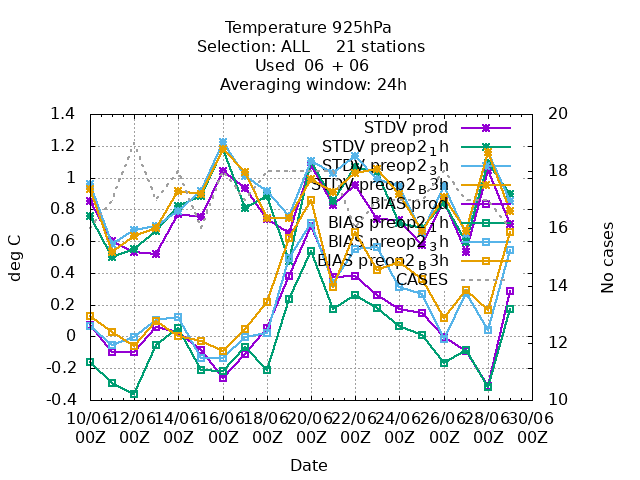 Temperature 925hPa
Selection: ALL 21 stations
Used 06 + 06
Averaging window: 24h
1.4
1.2
1
0.8
0.6
0.4
0.2
0
-0.2
-0.4
deg C
20
18
16
14
12
10
No cases
STDV prod
STDV preop2_1h
STDV preop2_3h
STDV preop2_B3h
BIAS prod
BIAS preop2_1h
BIAS preop2_3h
BIAS preop2_B3h
CASES
10/06 12/06 14/06 16/06 18/06 20/06 22/06 24/06 26/06 28/06 30/06
00Z 00Z 00Z 00Z 00Z 00Z 00Z 00Z 00Z 00Z 00Z
Date